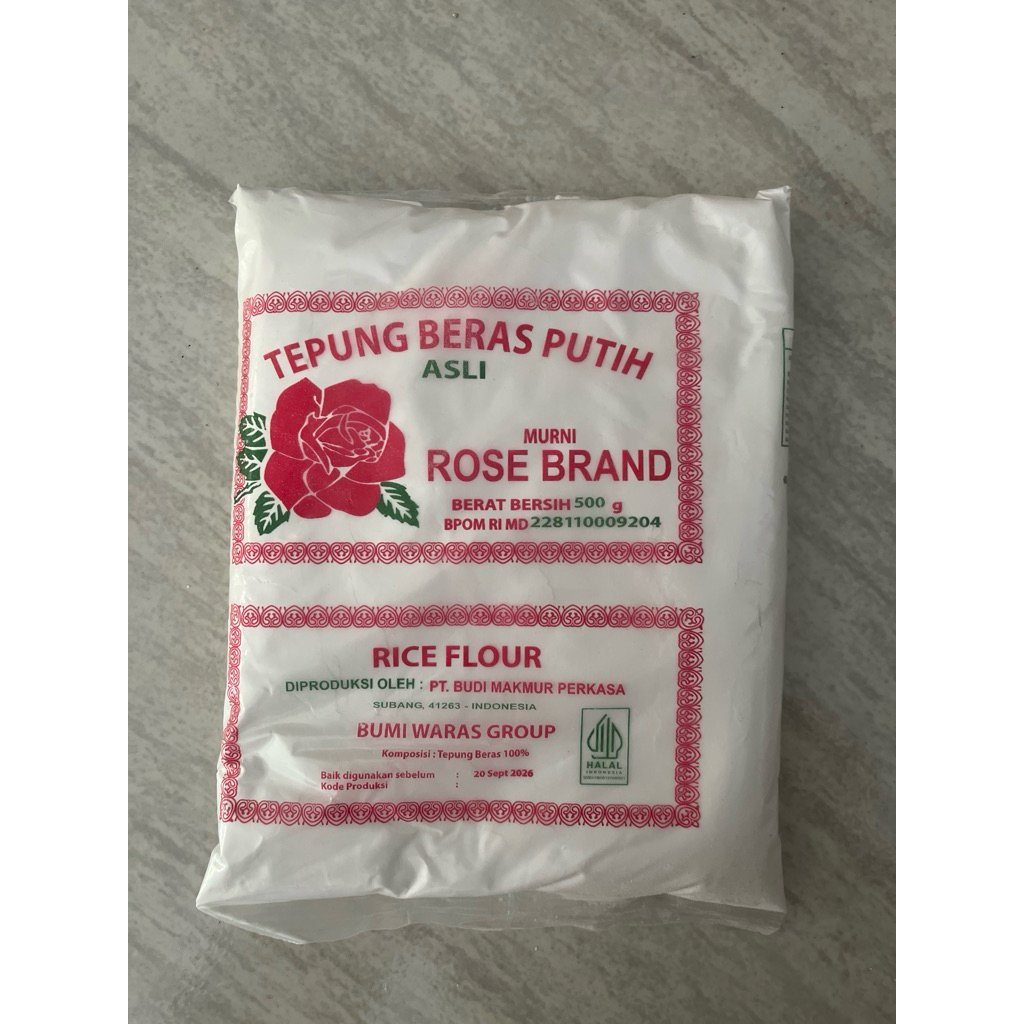 TEPUNG BERAS PUTIH
ASLI
MURNI
ROSE BRAND
BERAT BERSIH 500 g
BPOM RI MD 228110009204
RICE FLOUR
DIPRODUKSI OLEH : PT. BUDI MAKMUR PERKASA
SUBANG, 41263 - INDONESIA
BUMI WARAS GROUP
Komposisi : Tepung Beras 100%
Baik digunakan sebelum : 20 Sept 2026
Kode Produksi :
HALAL
INDONESIA